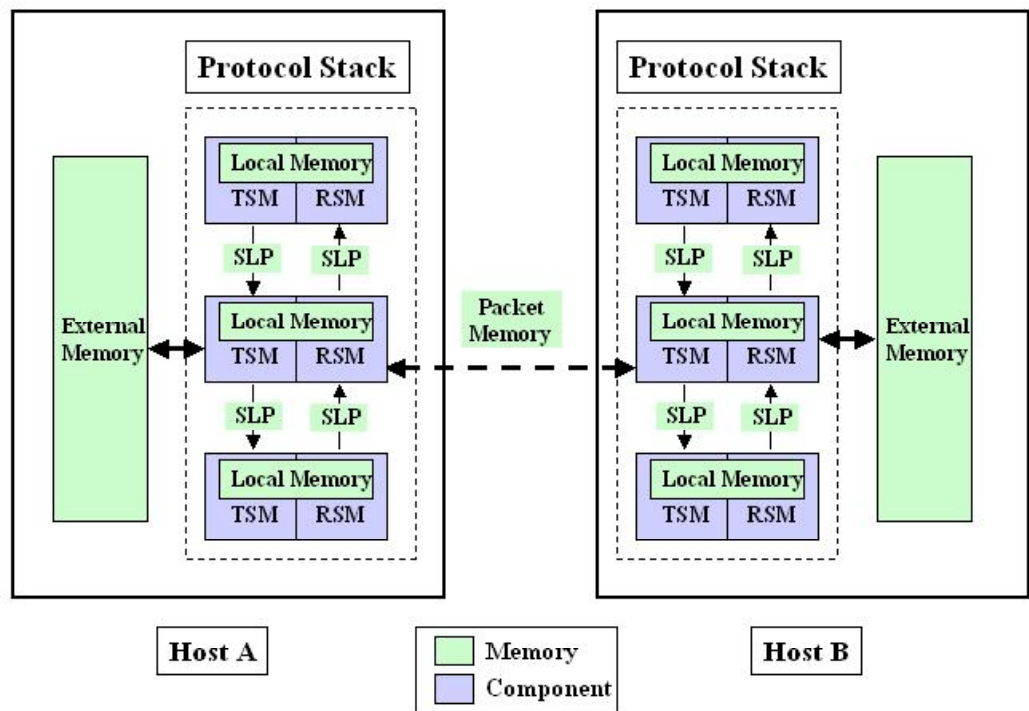 Protocol Stack
Local Memory
TSM RSM
SLP SLP
Local Memory
TSM RSM
SLP SLP
Local Memory
TSM RSM
External
Memory
Packet
Memory
Protocol Stack
Local Memory
TSM RSM
SLP SLP
Local Memory
TSM RSM
SLP SLP
Local Memory
TSM RSM
External
Memory
Host A
Memory
Component
Host B